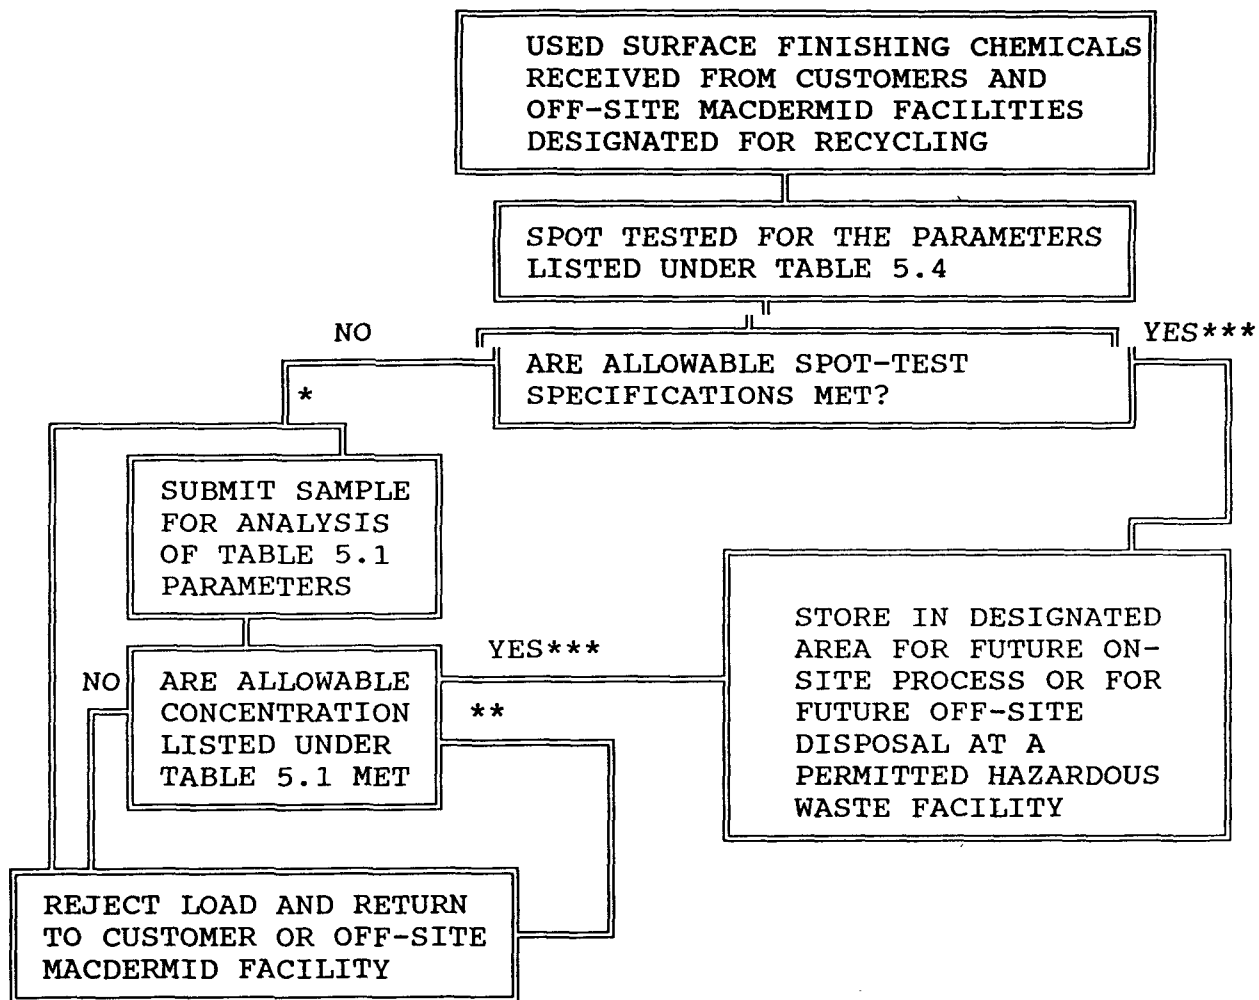 USED SURFACE FINISHING CHEMICALS
RECEIVED FROM CUSTOMERS AND
OFF-SITE MACDERMID FACILITIES
DESIGNATED FOR RECYCLING
SPOT TESTED FOR THE PARAMETERS
LISTED UNDER TABLE 5.4
NO
YES***
ARE ALLOWABLE SPOT-TEST
SPECIFICATIONS MET?
*
SUBMIT SAMPLE
FOR ANALYSIS
OF TABLE 5.1
PARAMETERS
NO
ARE ALLOWABLE
CONCENTRATION
LISTED UNDER
TABLE 5.1 MET
YES***
**
STORE IN DESIGNATED
AREA FOR FUTURE ON-
SITE PROCESS OR FOR
FUTURE OFF-SITE
DISPOSAL AT A
PERMITTED HAZARDOUS
WASTE FACILITY
REJECT LOAD AND RETURN
TO CUSTOMER OR OFF-SITE
MACDERMID FACILITY